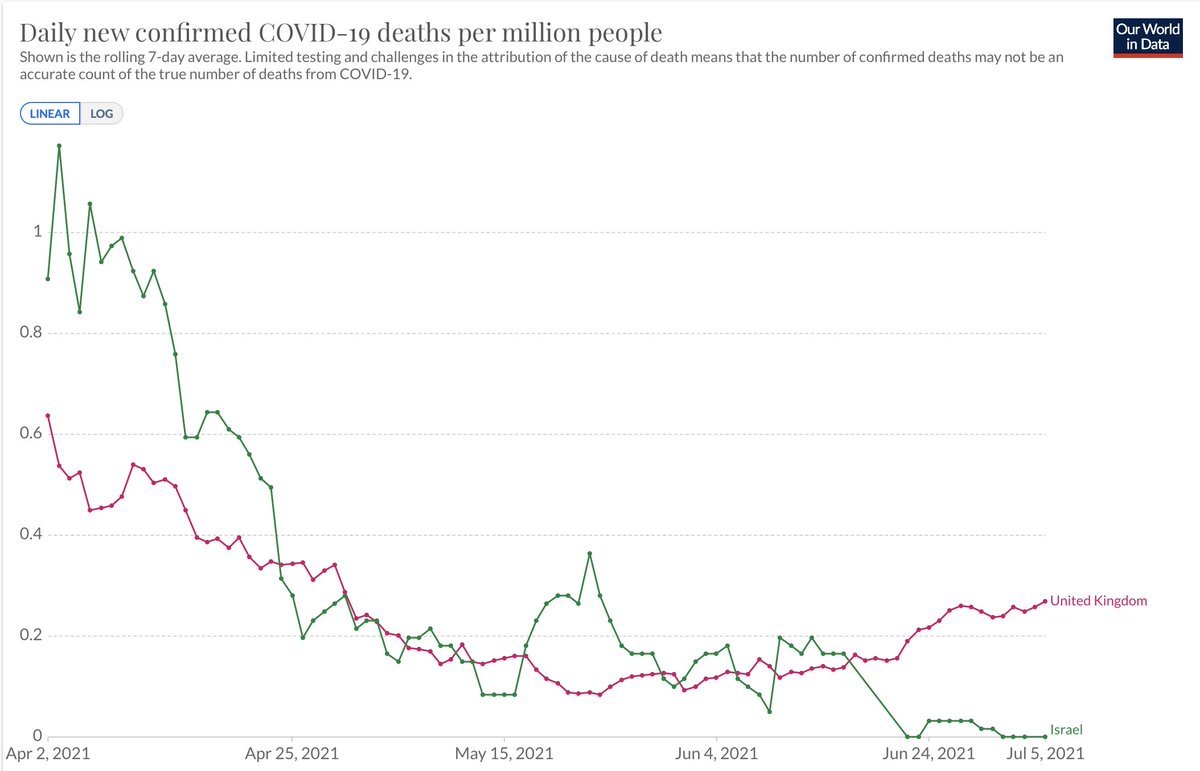 Daily new confirmed COVID-19 deaths per million people
Our World
in Data
Shown is the rolling 7-day average. Limited testing and challenges in the attribution of the cause of death means that the number of confirmed deaths may not be an
accurate count of the true number of deaths from COVID-19.
LINEAR LOG
1
0.8
0.6
0.4
United Kingdom
0.2
Israel
0
Apr 2, 2021 Apr 25, 2021 May 15, 2021 Jun 4, 2021 Jun 24, 2021 Jul 5, 2021